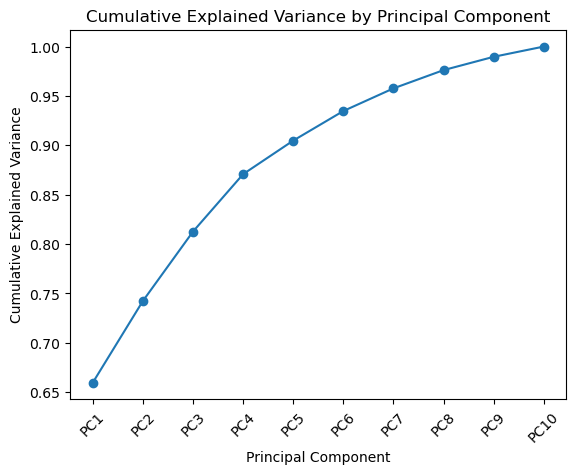 Cumulative Explained Variance by Principal Component
Cumulative Explained Variance
1.00
0.95
0.90
0.85
0.80
0.75
0.70
0.65
PC1 PC2 PC3 PC4 PC5 PC6 PC7 PC8 PC9 PC10
Principal Component